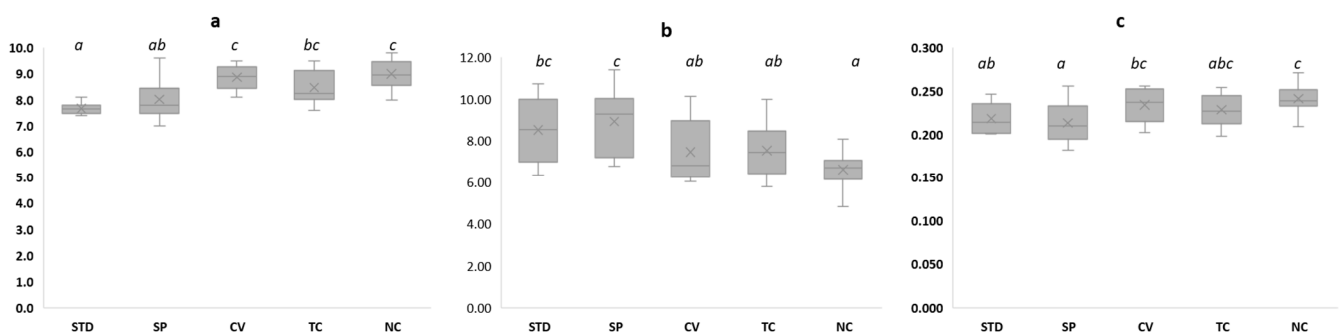 a
10.0
9.0
8.0
7.0
6.0
5.0
4.0
3.0
2.0
1.0
0.0
a ab c bc c
STD SP CV TC NC
b
12.00
10.00
8.00
6.00
4.00
2.00
0.00
bc c ab ab a
STD SP CV TC NC
c
0.300
0.250
0.200
0.150
0.100
0.050
0.000
ab a bc abc c
STD SP CV TC NC